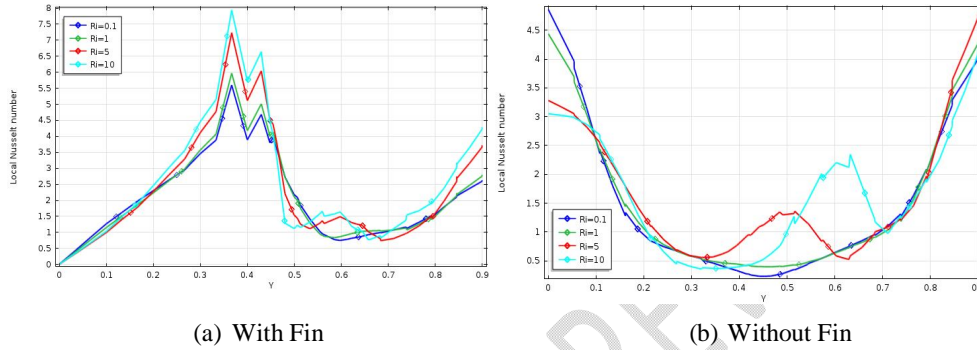 8
7.5
7
6.5
6
5.5
5
4.5
4
3.5
3
2.5
2
1.5
1
0.5
0
Local Nusselt number
Ri=0.1
Ri=1
Ri=5
Ri=10
0 0.1 0.2 0.3 0.4 0.5 0.6 0.7 0.8 0.9
Y
(a) With Fin
4.5
4
3.5
3
2.5
2
1.5
1
0.5
Local Nusselt number
Ri=0.1
Ri=1
Ri=5
Ri=10
0 0.1 0.2 0.3 0.4 0.5 0.6 0.7 0.8 0.9
Y
(b) Without Fin